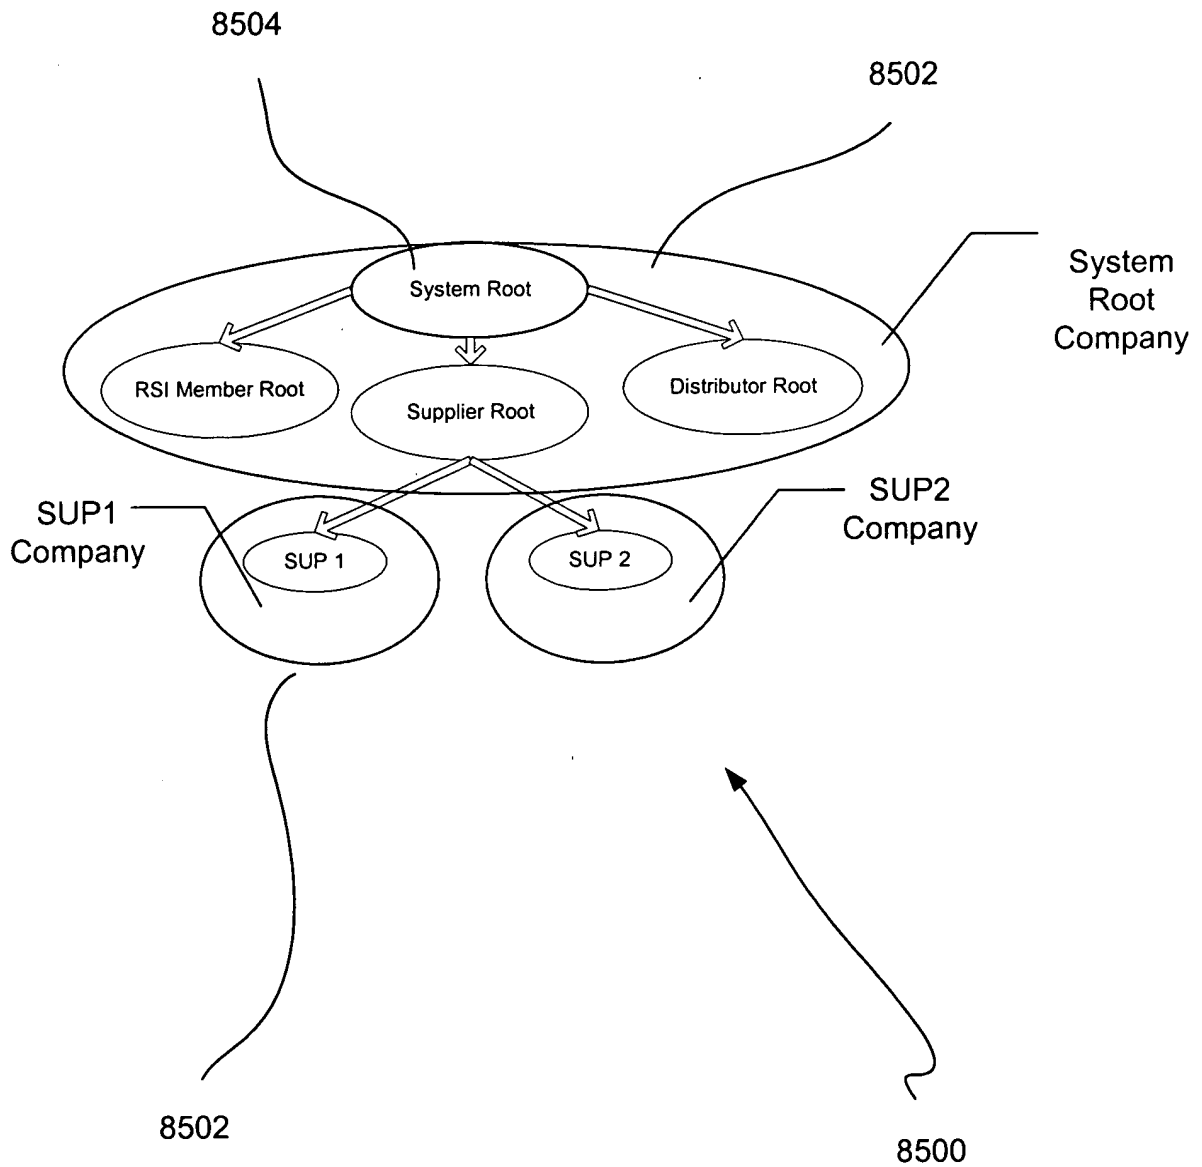 8504
8502
System
Root
Company
System Root
RSI Member Root
Supplier Root
Distributor Root
SUP1
Company
SUP2
Company
SUP 1
SUP 2
8502
8500